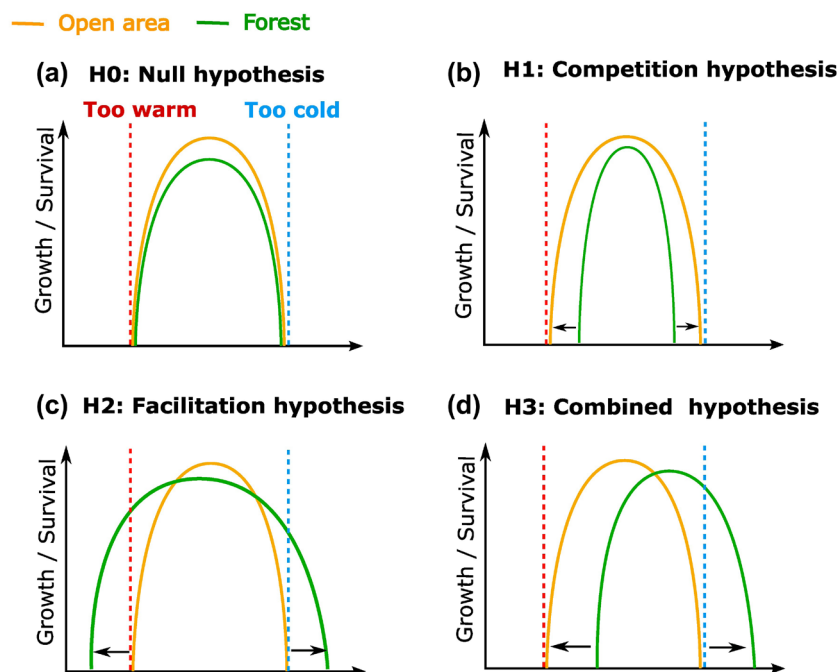 Open area Forest
(a) H0: Null hypothesis
Too warm Too cold
Growth / Survival
(b) H1: Competition hypothesis
Growth / Survival
(c) H2: Facilitation hypothesis
Growth / Survival
(d) H3: Combined hypothesis
Growth / Survival